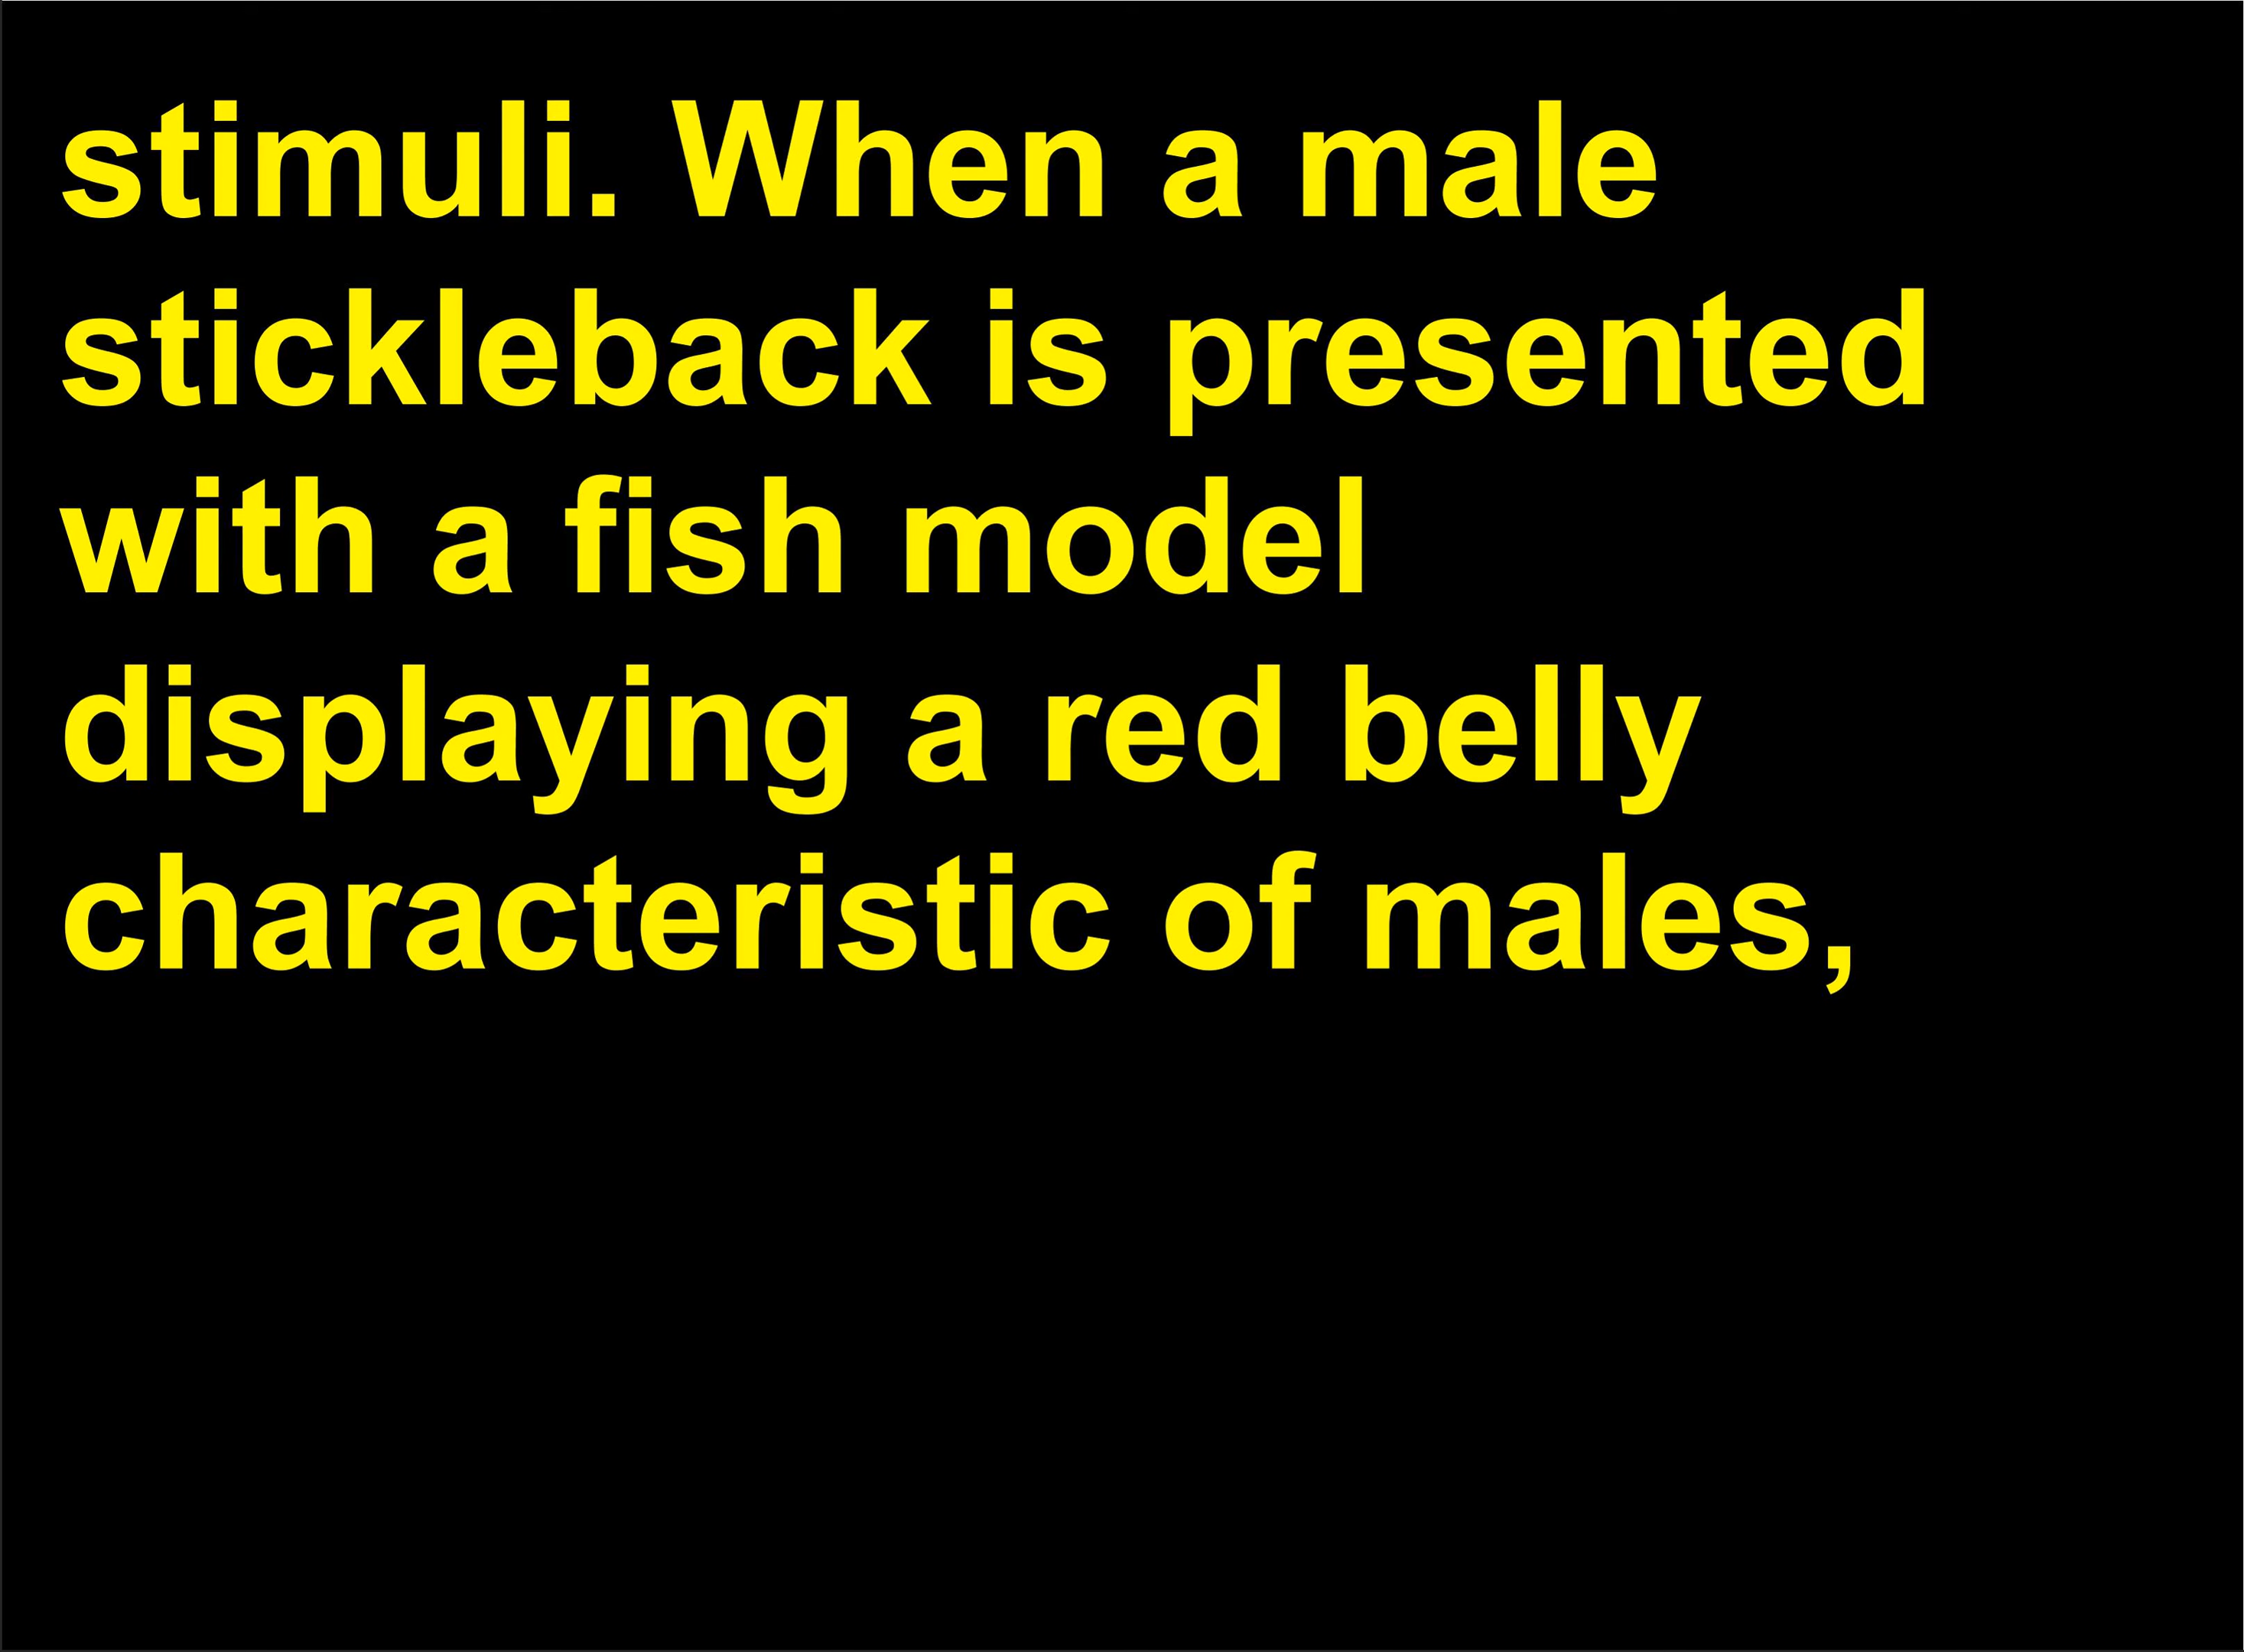 stimuli. When a male
stickleback is presented
with a fish model
displaying a red belly
characteristic of males,